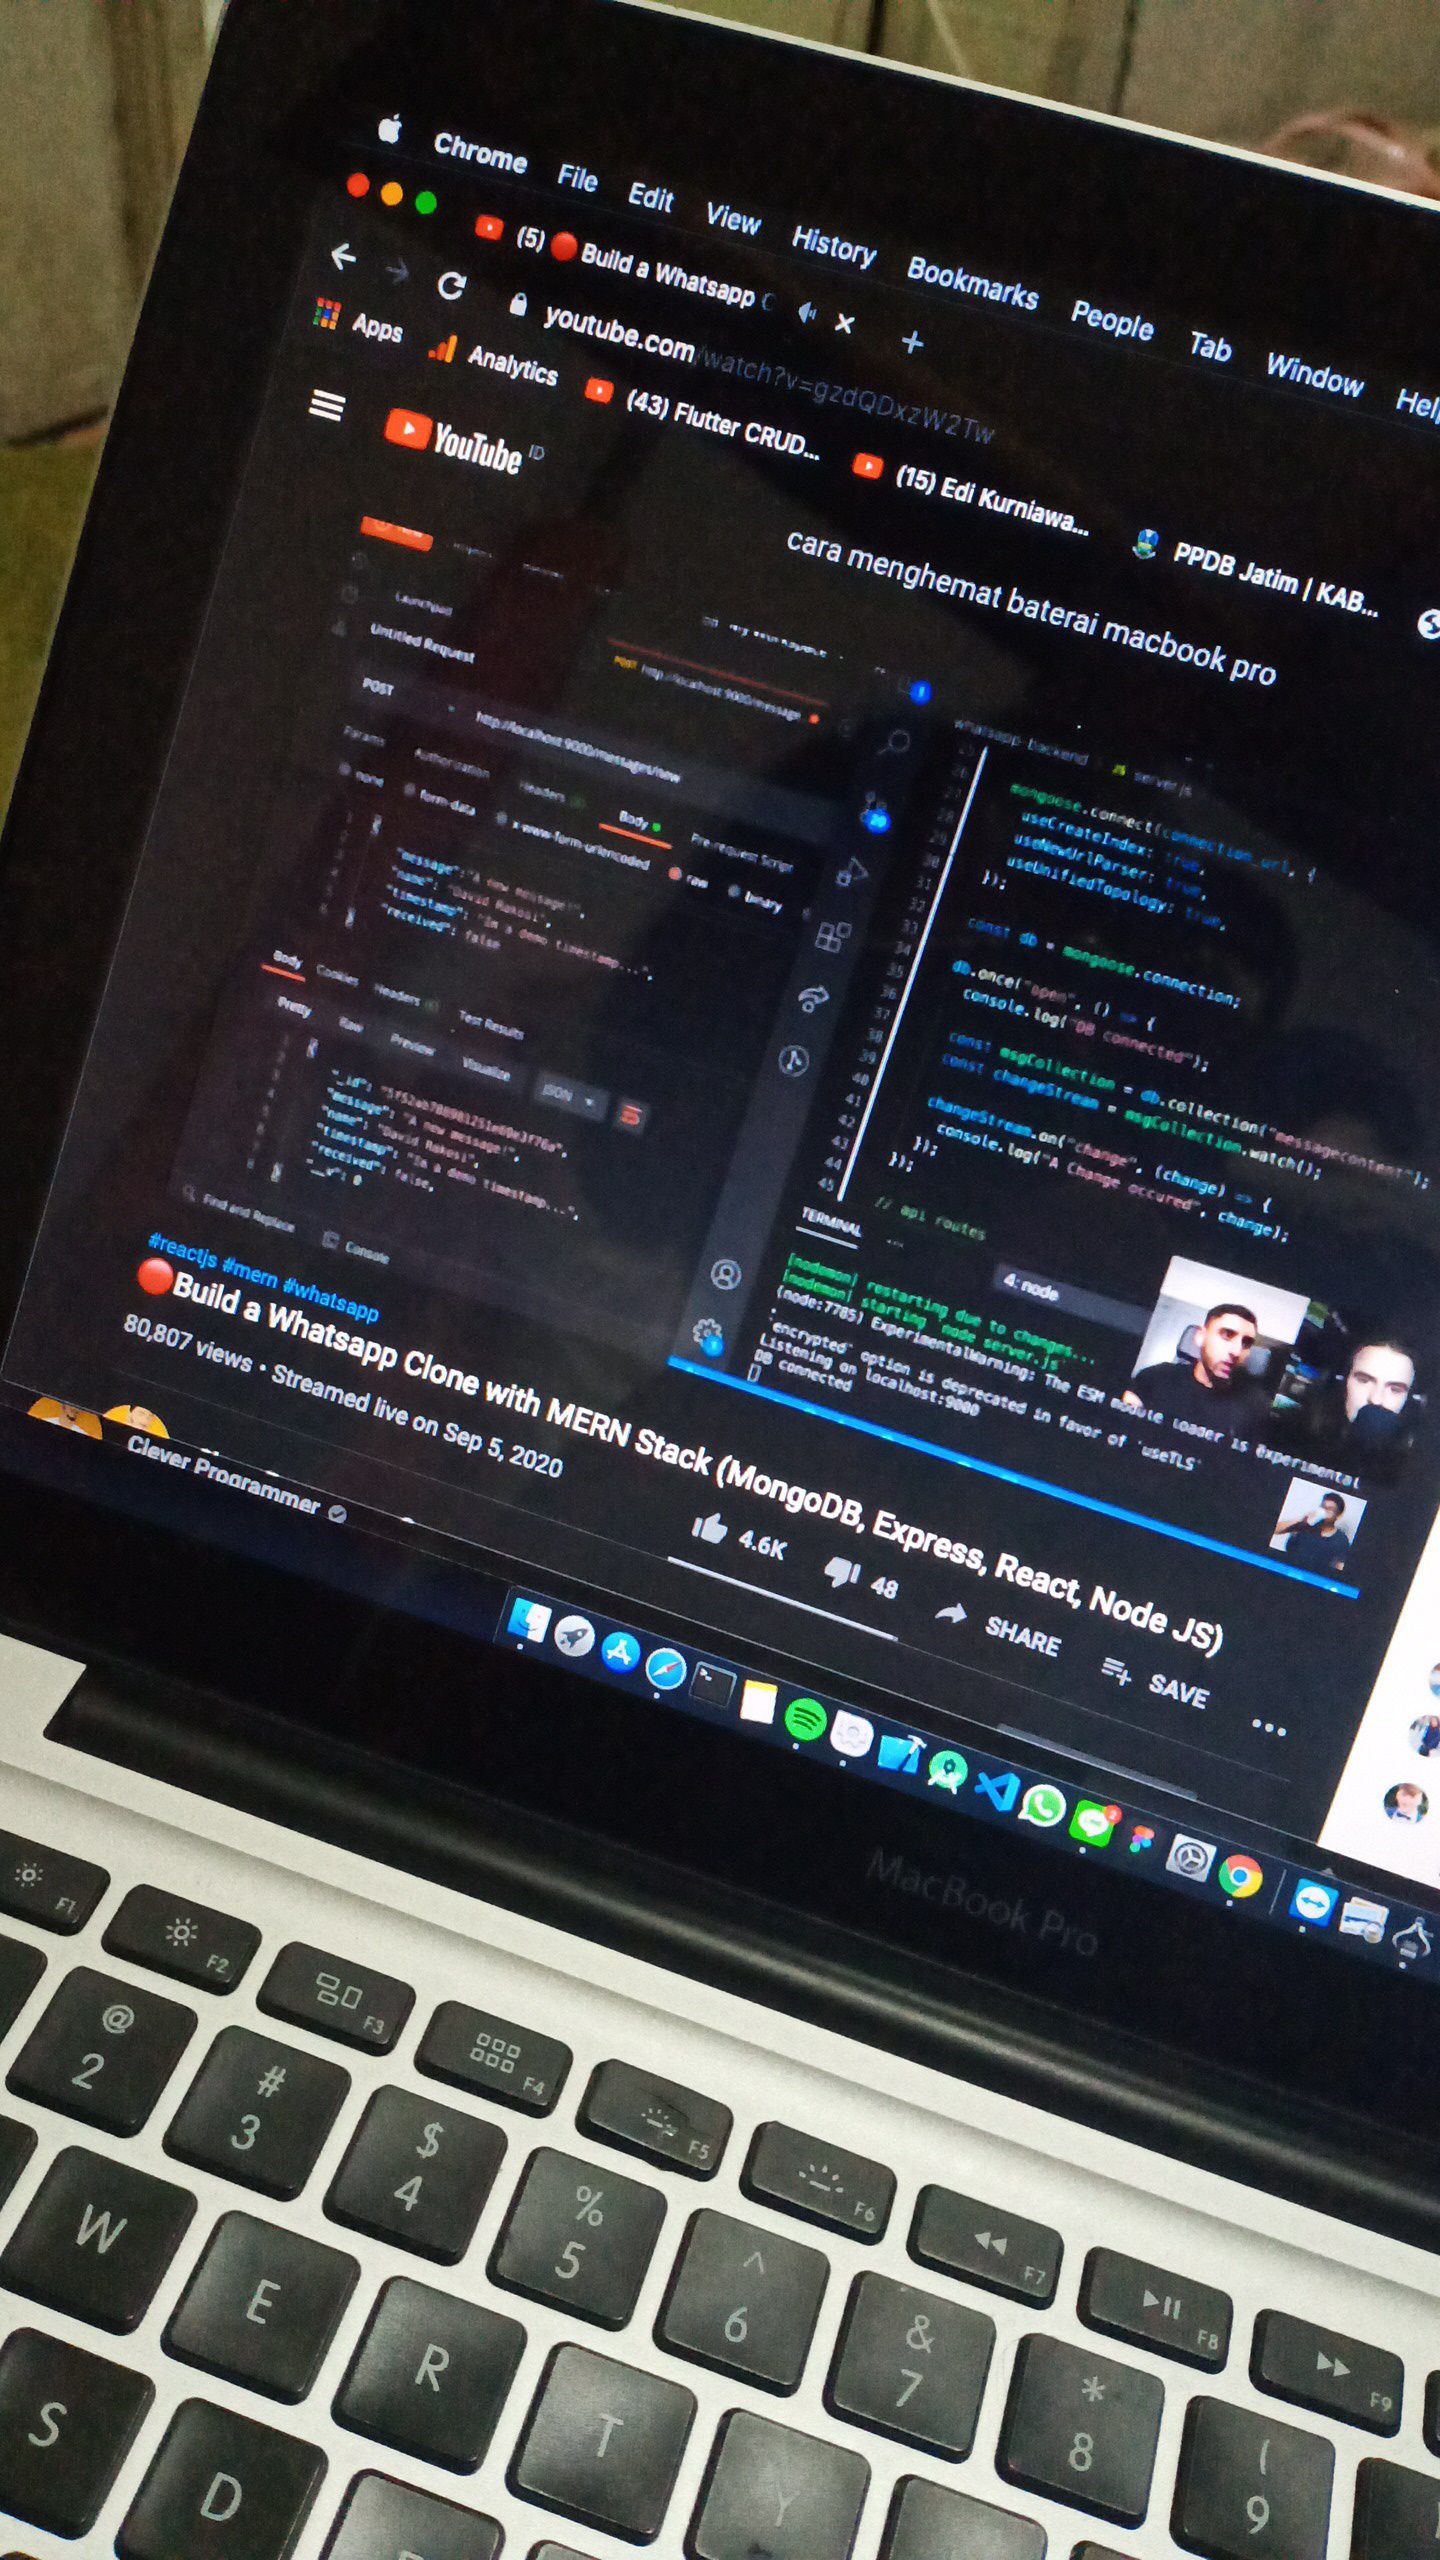 Chrome File Edit View History Bookmarks People Tab Window Help
(5) Build a Whatsapp C
youtube.com/watch?v=gzdQDxzW2Tw
Apps Analytics (43) Flutter CRUD... (15) Edi Kurniawa... PPDB Jatim | KAB...
YouTube ID
cara menghemat baterai macbook pro
Launchpad
Untitled Request
POST http://localhost:9000/message
POST http://localhost:9000/messages/new
Params Authorization Headers Body Pre-request Script
none form-data x-www-form-urlencoded raw binary
{
"message":"A new message!",
"name": "David Rakosi",
"timestamp": "Im a demo timestamp...",
"received": false
}
Body Cookies Headers Test Results
Pretty Raw Preview Visualize JSON
{
"message": "A new message!",
"name": "David Rakosi",
"timestamp": "Im a demo timestamp...",
"received": false,
"__v": 0
}
Find and Replace Console
whatsapp-backend JS server.js
mongoose.connect(connection_url, {
useCreateIndex: true,
useNewUrlParser: true,
useUnifiedTopology: true,
});
const db = mongoose.connection;
db.once("open", () => {
console.log("DB connected");
const msgCollection = db.collection("messagecontent");
const changeStream = msgCollection.watch();
changeStream.on("change", (change) => {
console.log("A Change occured", change);
});
});
// api routes
TERMINAL ... 4: node
[nodemon] restarting due to changes...
[nodemon] starting `node server.js`
(node:7785) ExperimentalWarning: The ESM module loader is experimental
'encrypted' option is deprecated in favor of 'useTLS'
Listening on localhost:9000
DB connected
#reactjs #mern #whatsapp
Build a Whatsapp Clone with MERN Stack (MongoDB, Express, React, Node JS)
80,807 views • Streamed live on Sep 5, 2020
4.6K 48 SHARE SAVE
Clever Programmer
MacBook Pro
F1 F2 F3 F4 F5 F6 F7 F8 F9
@ # $ % ^ & * (
2 3 4 5 6 7 8 9
W E R T Y
S D